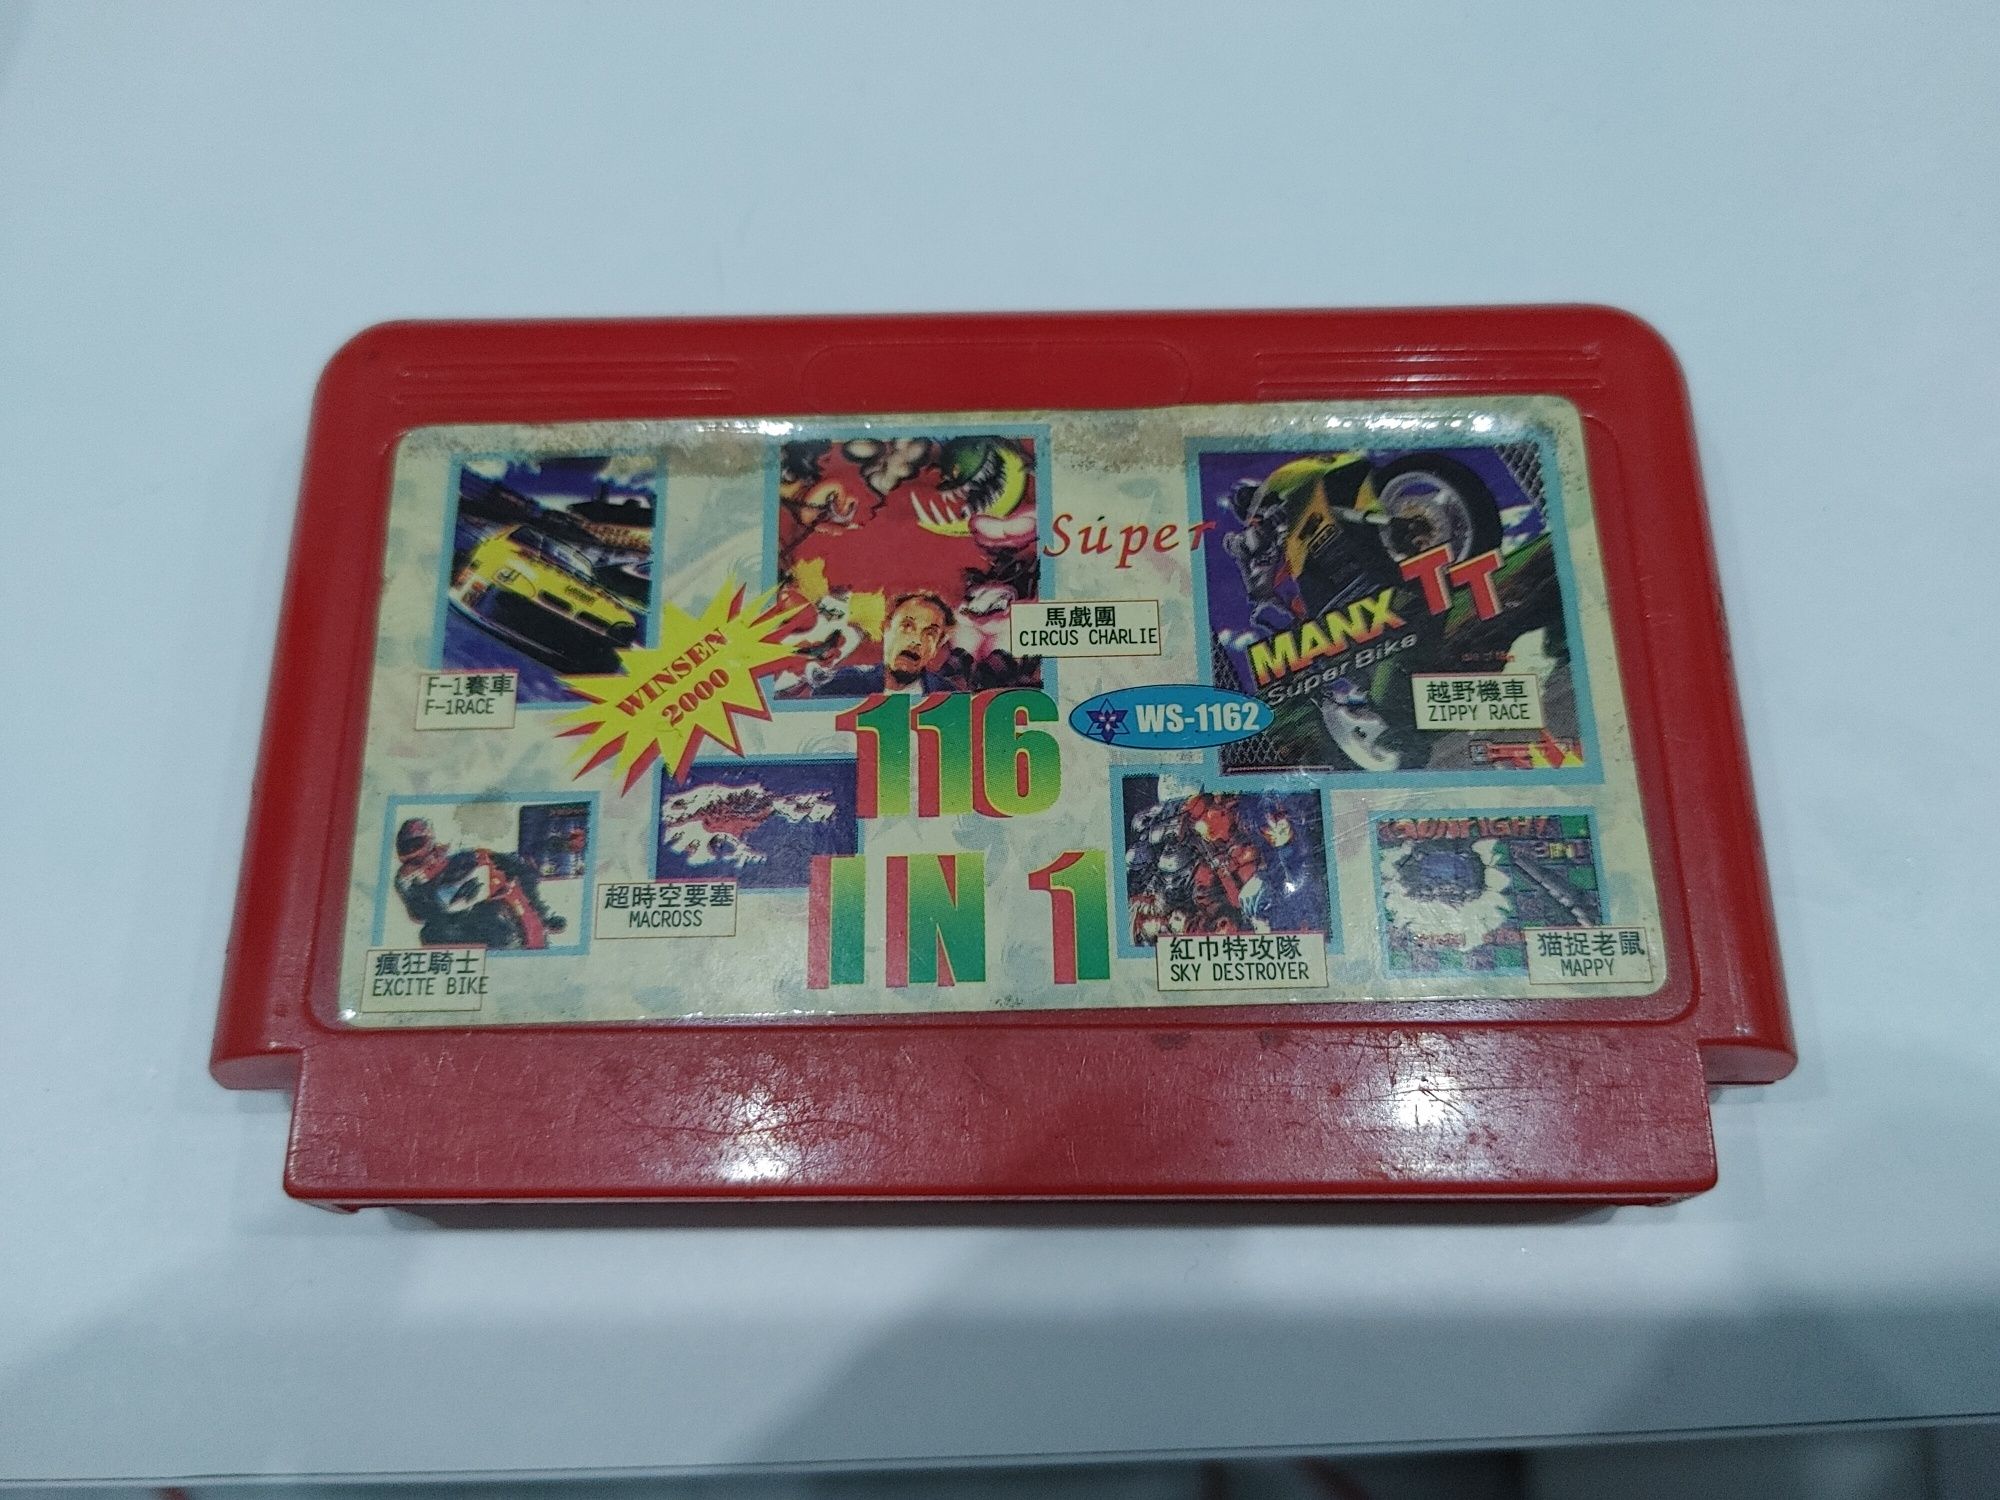 Súper
馬戲團
CIRCUS CHARLIE
MANX TT
Super Bike
F-1賽車
F-1RACE
WINSEN
2000
越野機車
ZIPPY RACE
116
IN 1
WS-1162
超時空要塞
MACROSS
瘋狂騎士
EXCITE BIKE
紅巾特攻隊
SKY DESTROYER
GUNFIGHT
猫捉老鼠
MAPPY